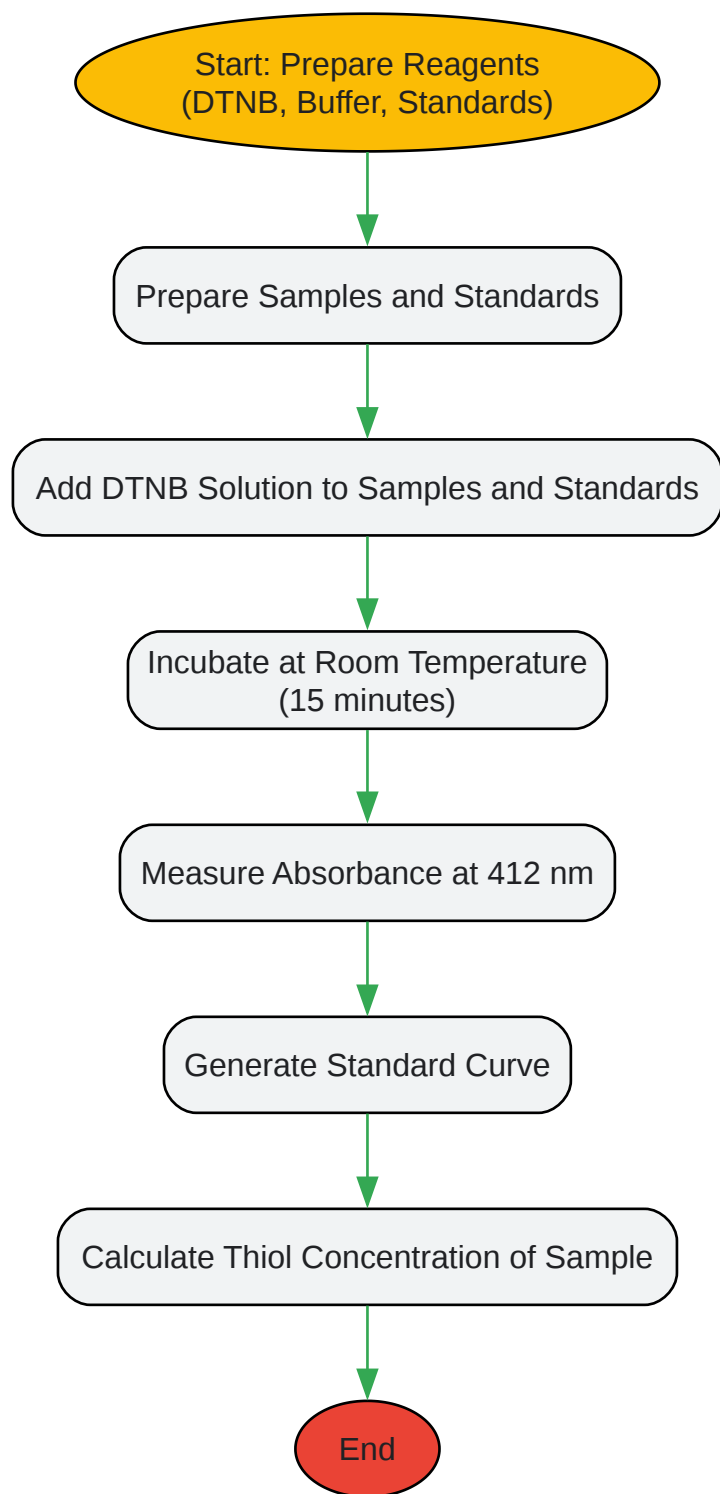 Start: Prepare Reagents
(DTNB, Buffer, Standards)
Prepare Samples and Standards
Add DTNB Solution to Samples and Standards
Incubate at Room Temperature
(15 minutes)
Measure Absorbance at 412 nm
Generate Standard Curve
Calculate Thiol Concentration of Sample
End